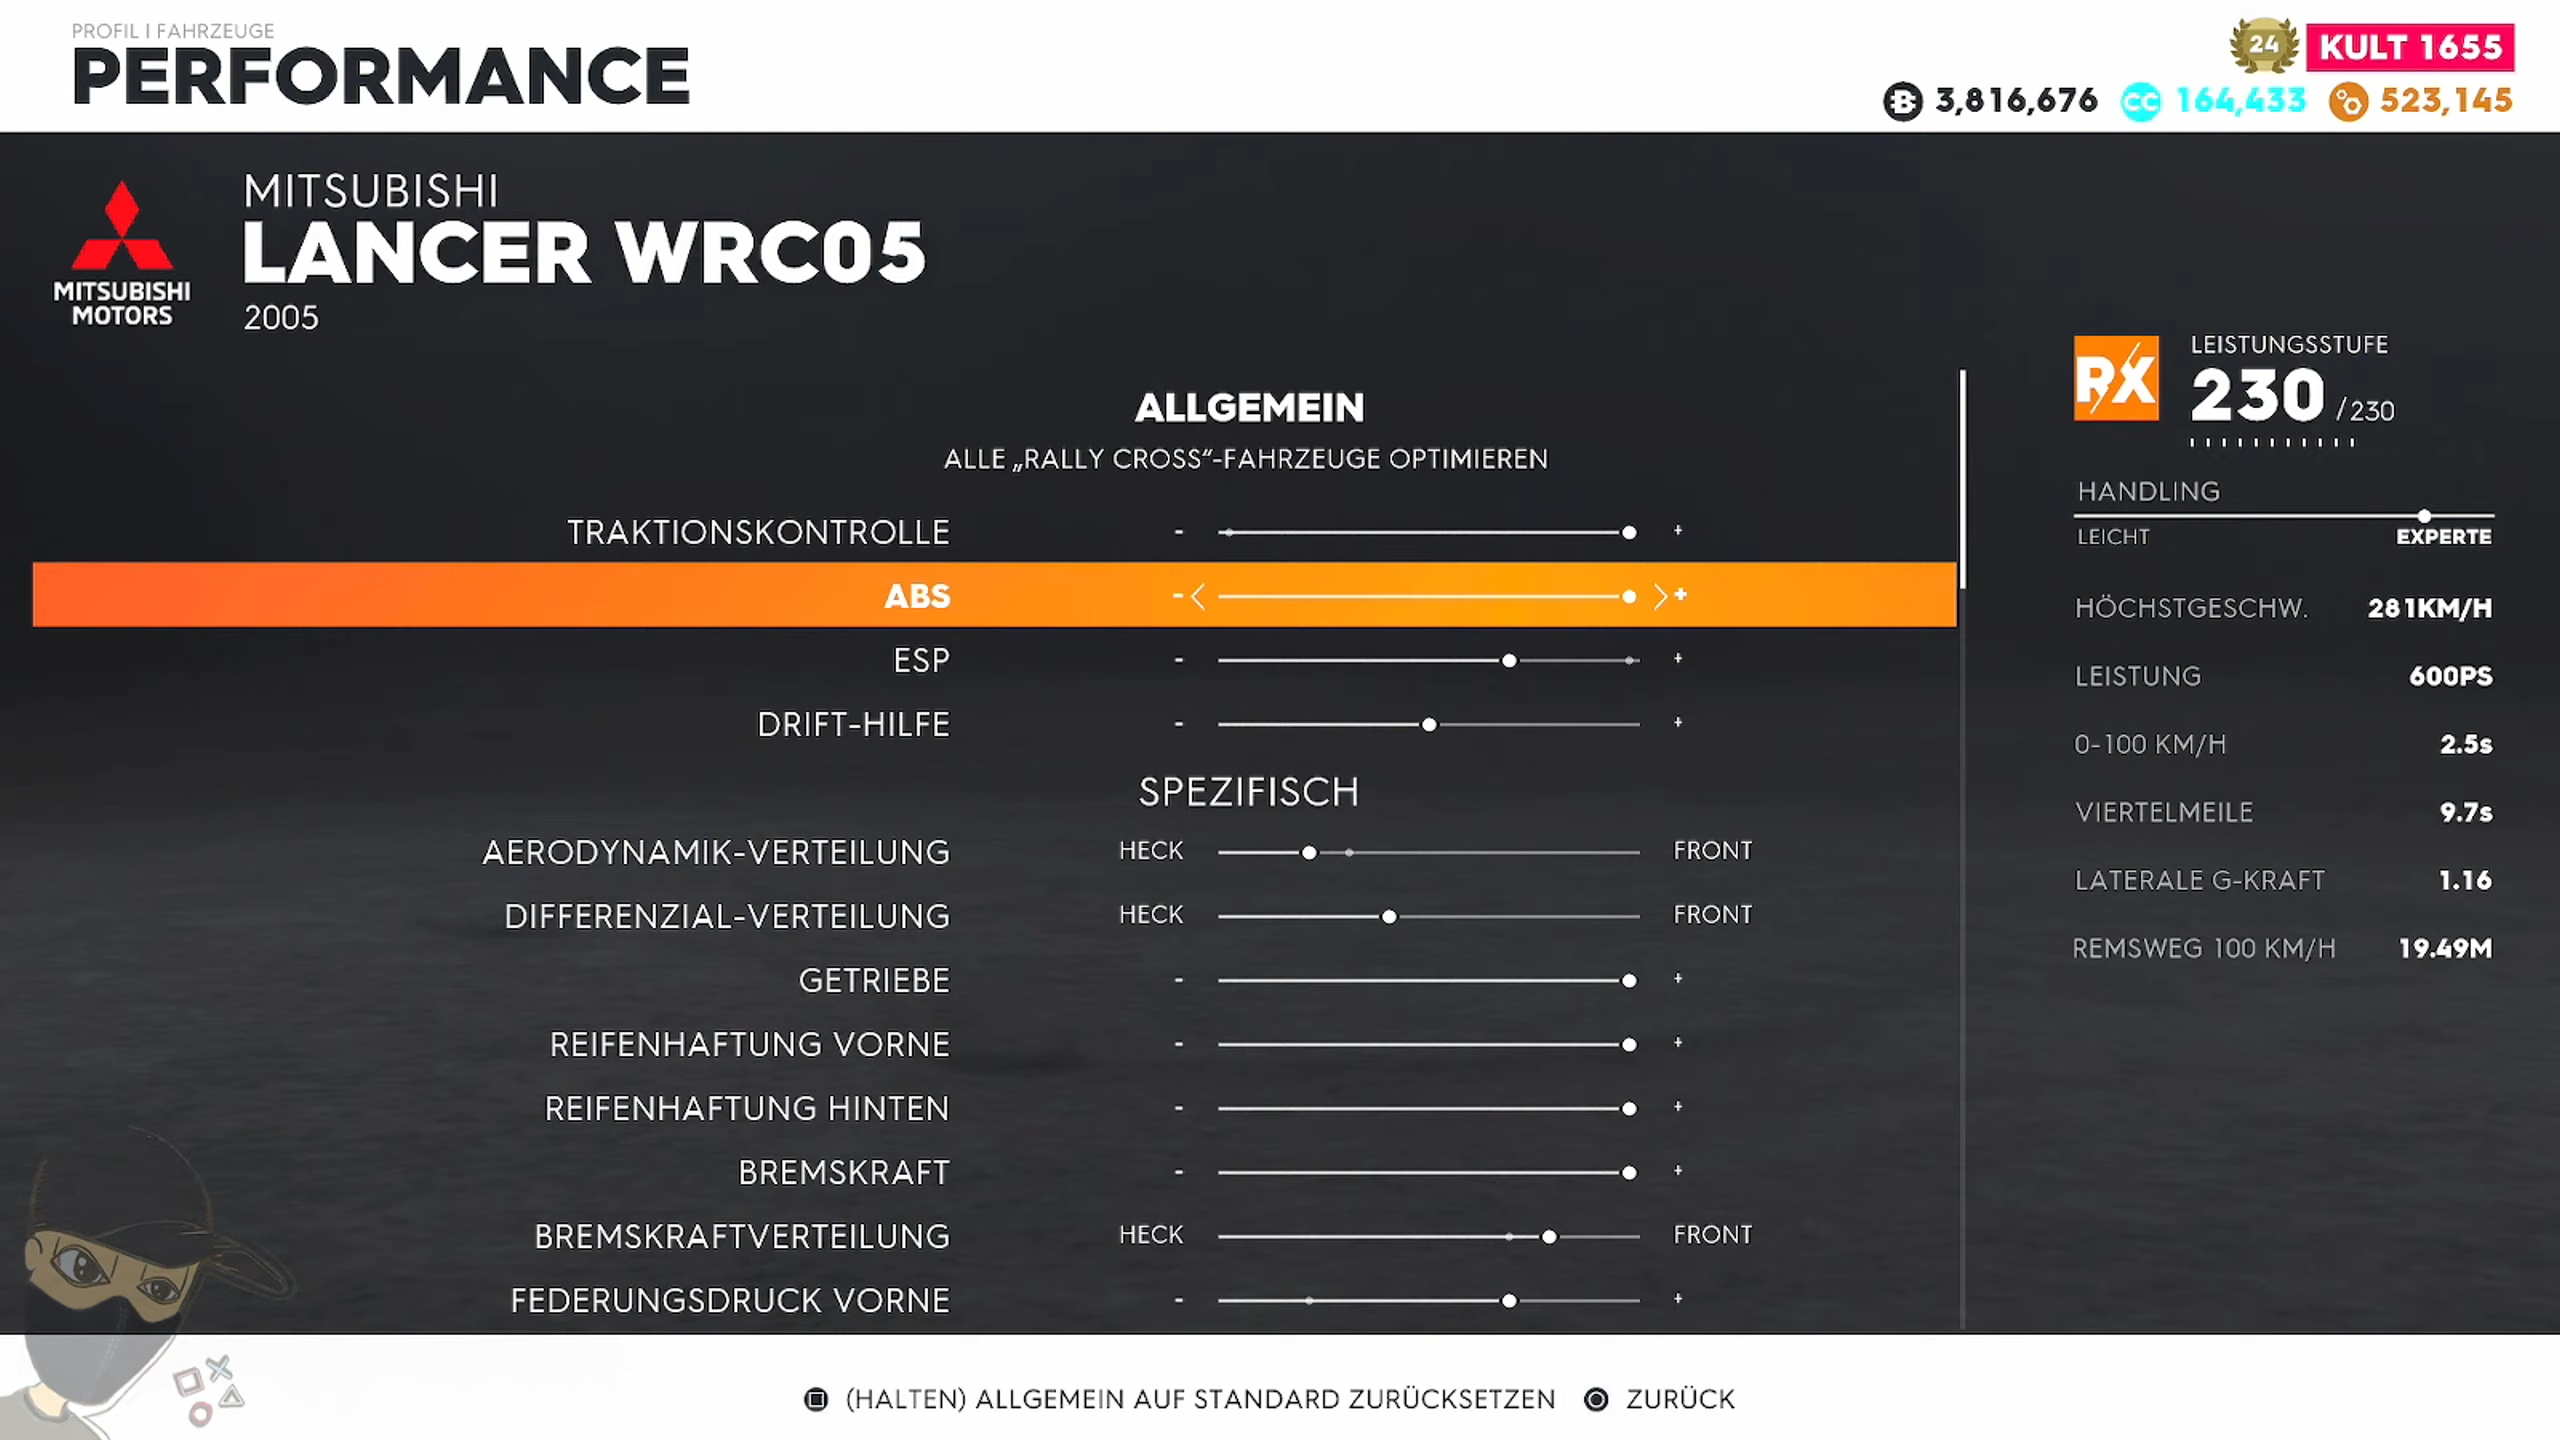 PROFIL I FAHRZEUGE
PERFORMANCE
24
KULT 1655
3,816,676
CC 164,433
523,145
MITSUBISHI
MOTORS
MITSUBISHI
LANCER WRC05
2005
ALLGEMEIN
ALLE „RALLY CROSS“-FAHRZEUGE OPTIMIEREN
TRAKTIONSKONTROLLE - +
ABS - < > +
ESP - +
DRIFT-HILFE - +
SPEZIFISCH
AERODYNAMIK-VERTEILUNG HECK FRONT
DIFFERENZIAL-VERTEILUNG HECK FRONT
GETRIEBE - +
REIFENHAFTUNG VORNE - +
REIFENHAFTUNG HINTEN - +
BREMSKRAFT - +
BREMSKRAFTVERTEILUNG HECK FRONT
FEDERUNGSDRUCK VORNE - +
RX
LEISTUNGSSTUFE
230 /230
HANDLING
LEICHT EXPERTE
HÖCHSTGESCHW. 281KM/H
LEISTUNG 600PS
0-100 KM/H 2.5s
VIERTELMEILE 9.7s
LATERALE G-KRAFT 1.16
REMSWEG 100 KM/H 19.49M
(HALTEN) ALLGEMEIN AUF STANDARD ZURÜCKSETZEN
ZURÜCK